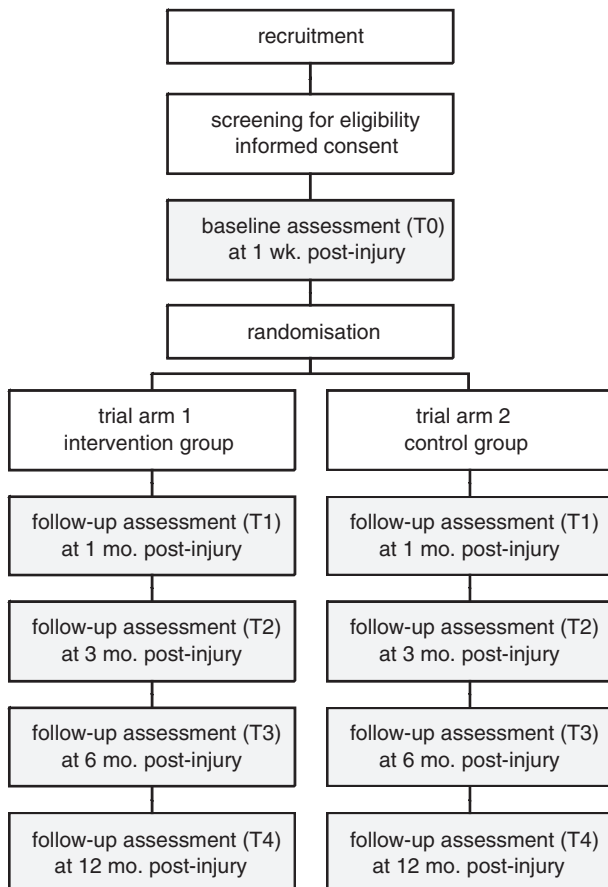 recruitment
screening for eligibility
informed consent
baseline assessment (T0)
at 1 wk. post-injury
randomisation
trial arm 1
intervention group
trial arm 2
control group
follow-up assessment (T1)
at 1 mo. post-injury
follow-up assessment (T1)
at 1 mo. post-injury
follow-up assessment (T2)
at 3 mo. post-injury
follow-up assessment (T2)
at 3 mo. post-injury
follow-up assessment (T3)
at 6 mo. post-injury
follow-up assessment (T3)
at 6 mo. post-injury
follow-up assessment (T4)
at 12 mo. post-injury
follow-up assessment (T4)
at 12 mo. post-injury